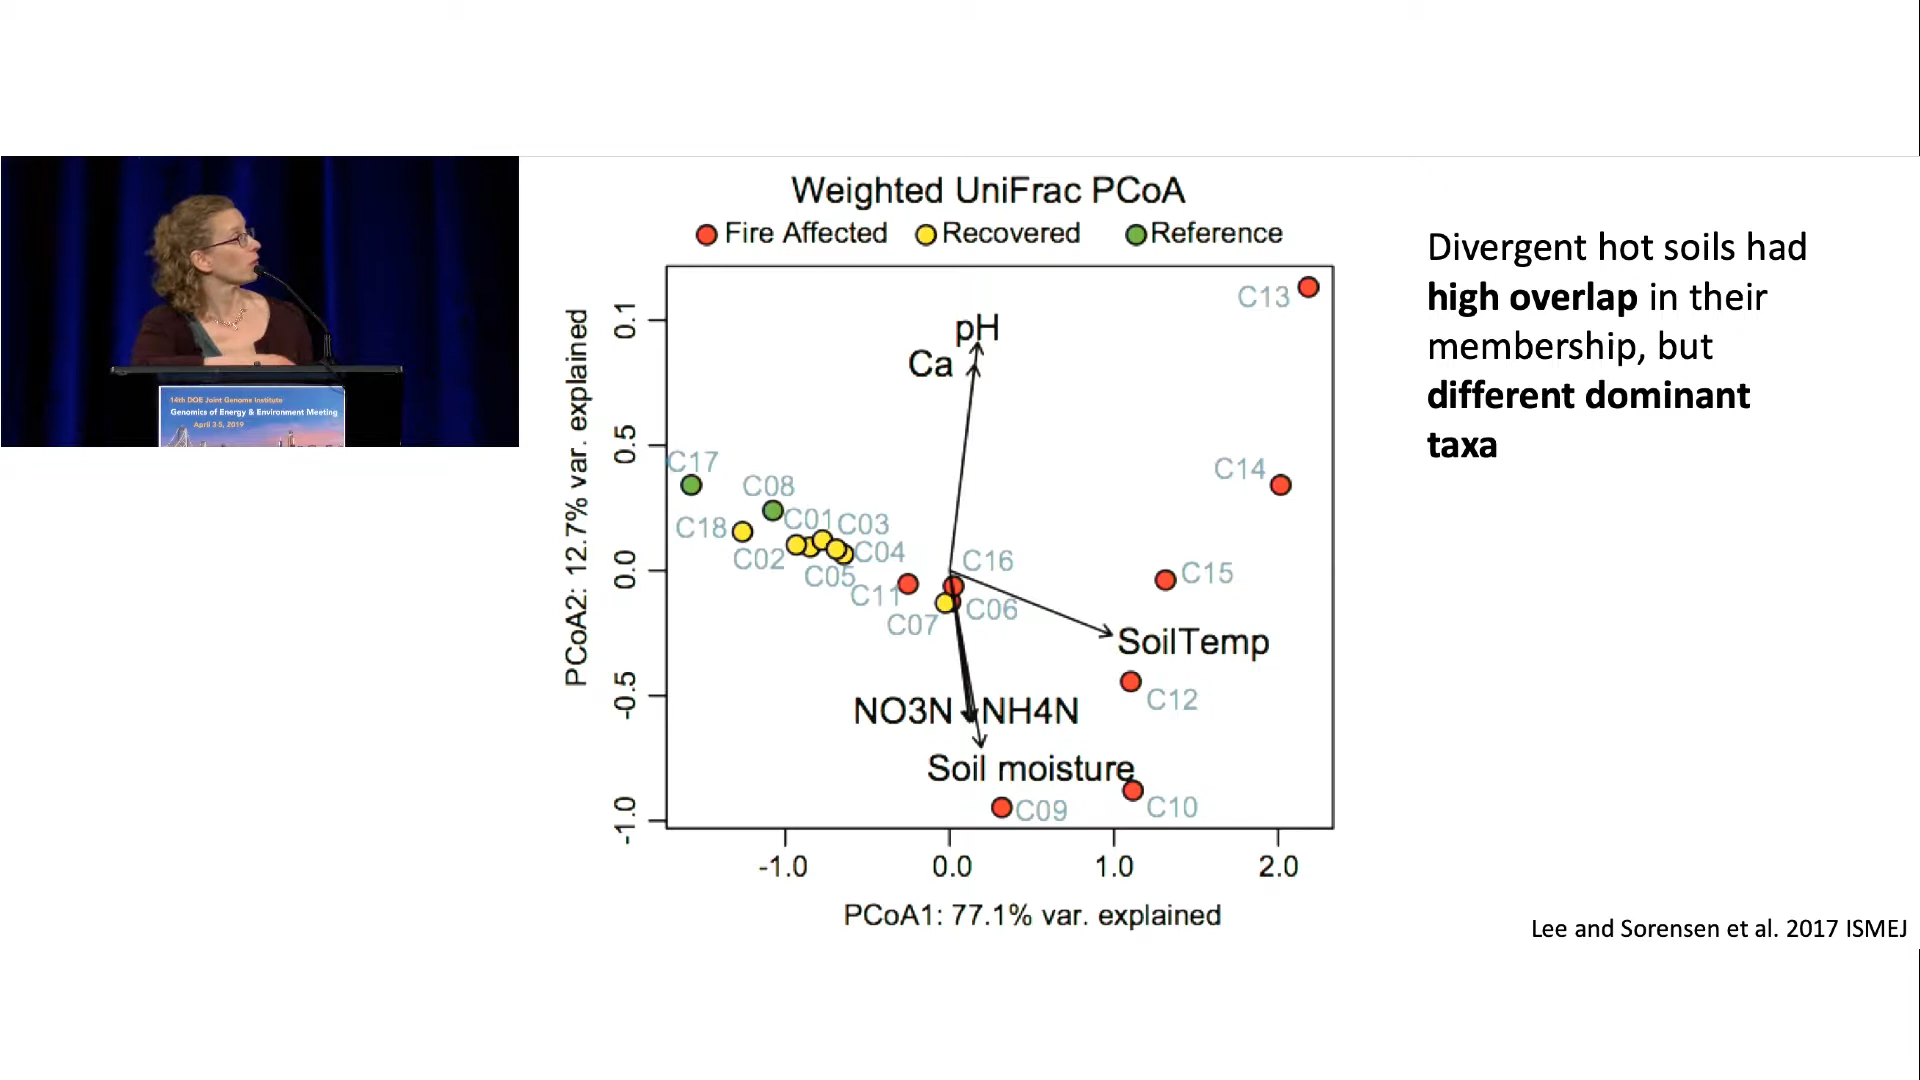 14th DOE Joint Genome Institute
Genomics of Energy & Environment Meeting
April 3-5, 2019
Weighted UniFrac PCoA
Fire Affected Recovered Reference
PCoA2: 12.7% var. explained
0.1
0.5
0.0
-0.5
-1.0
C13
pH
Ca
C14
C17
C08
C18
C01
C03
C02
C04
C05
C16
C15
C11
C06
C07
SoilTemp
C12
NO3N
NH4N
Soil moisture
C09
C10
-1.0 0.0 1.0 2.0
PCoA1: 77.1% var. explained
Divergent hot soils had
high overlap in their
membership, but
different dominant
taxa
Lee and Sorensen et al. 2017 ISMEJ